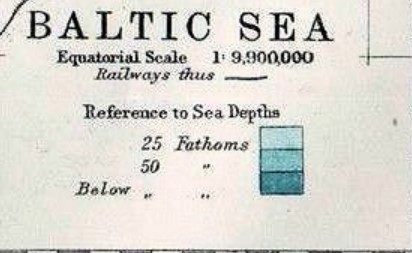 BALTIC SEA
Equatorial Scale 1: 9,900,000
Railways thus
Reference to Sea Depths
25 Fathoms
50 "
Below " "